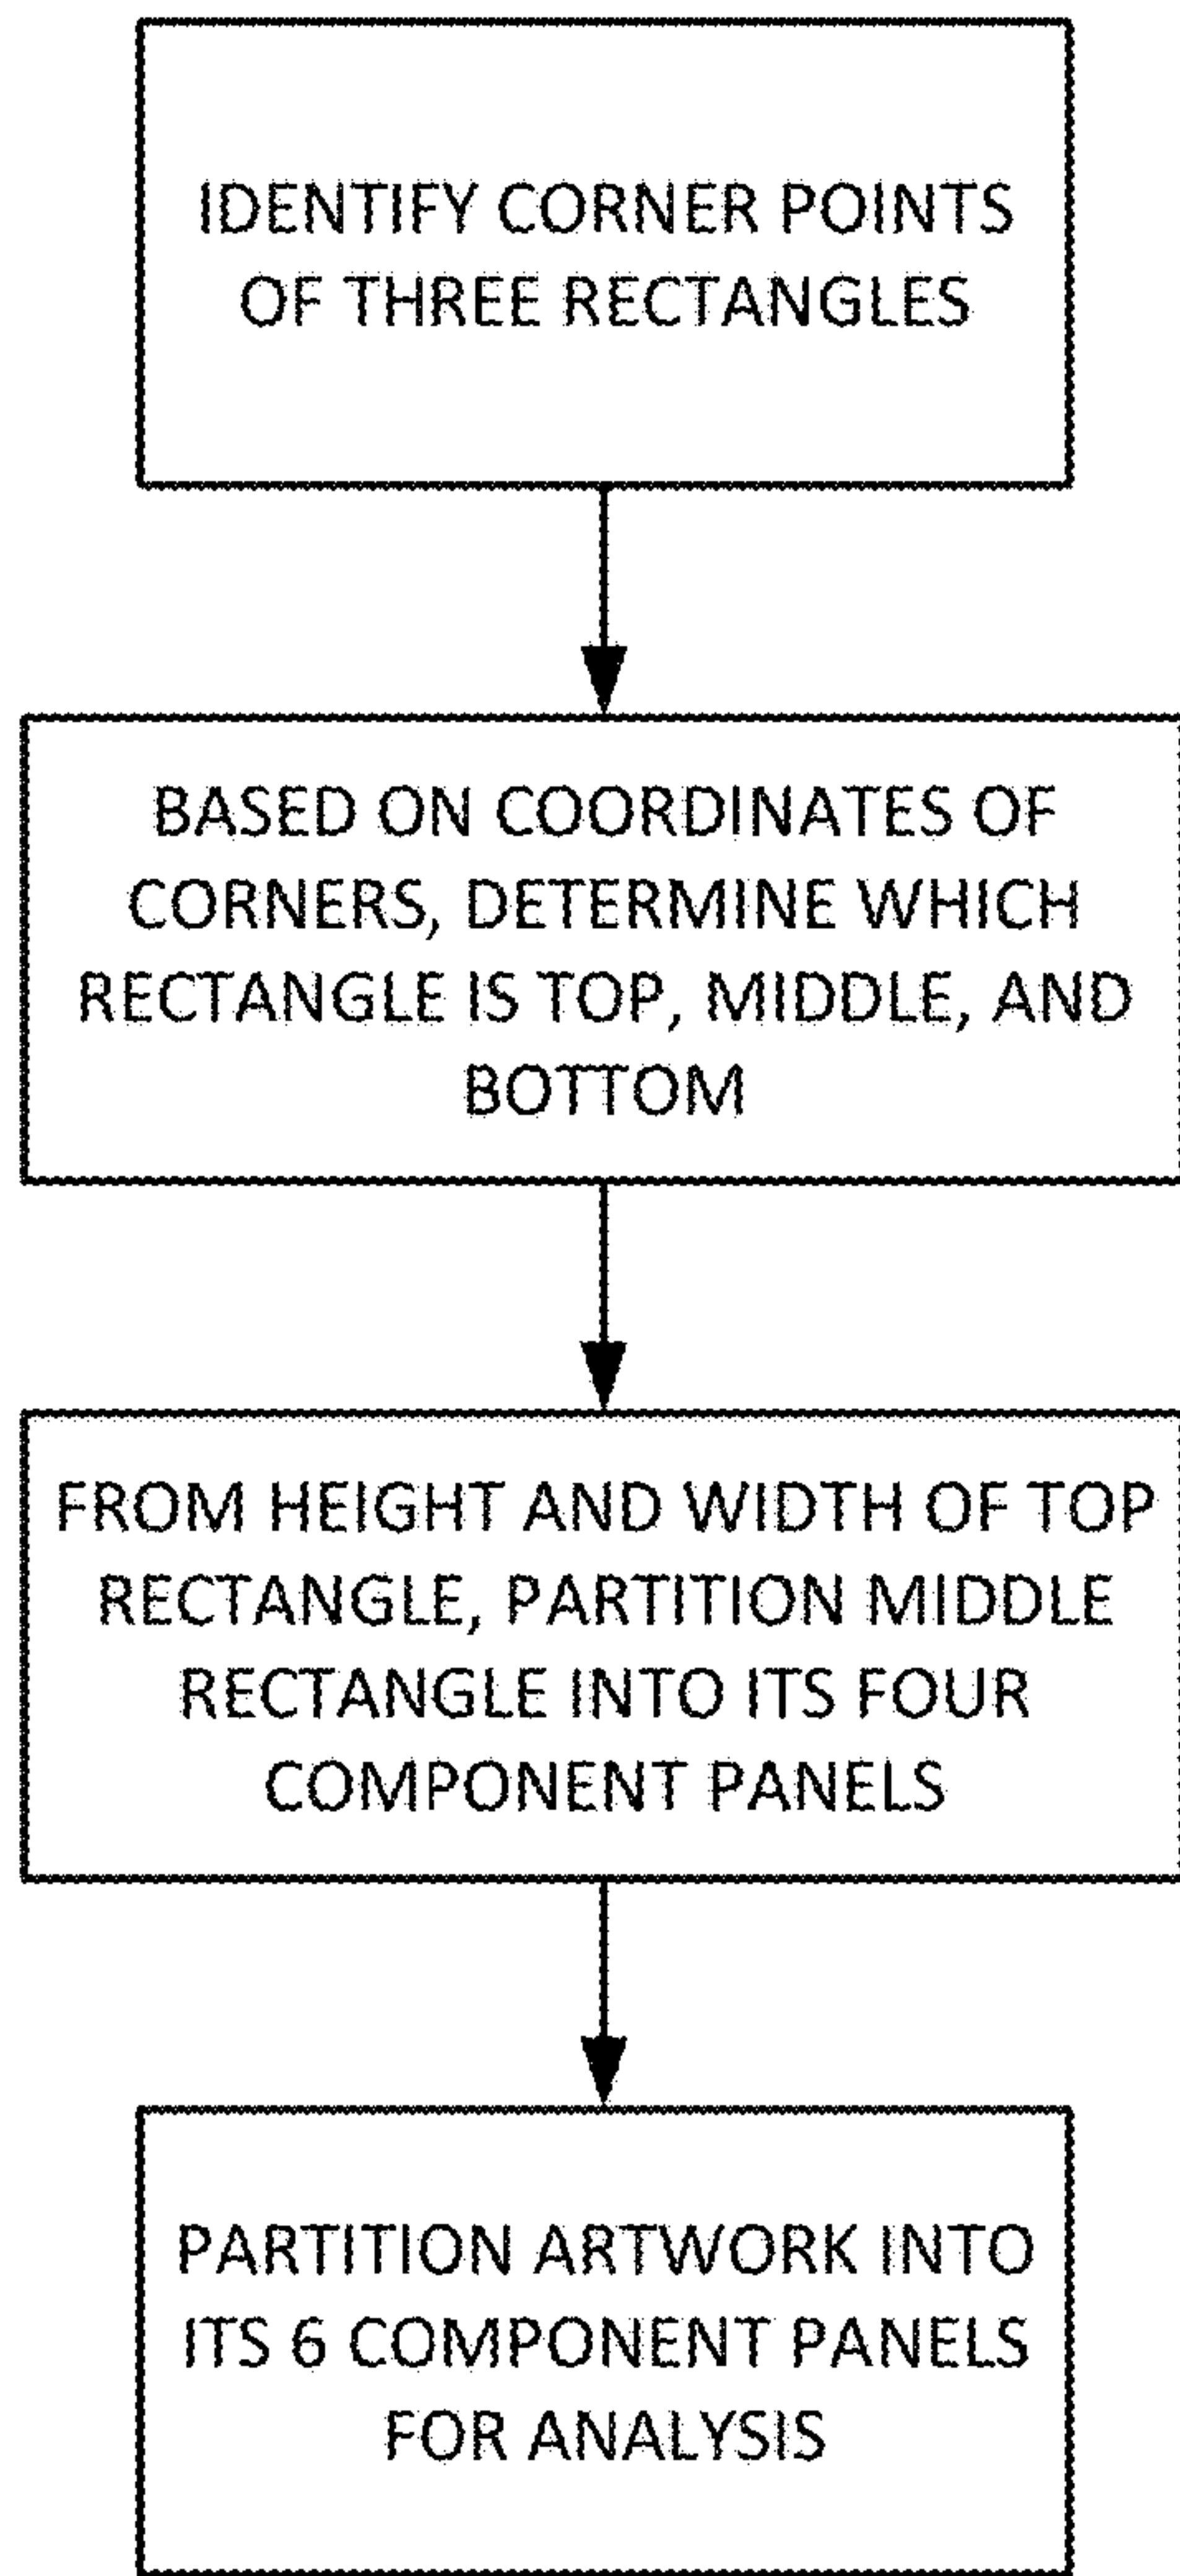 IDENTIFY CORNER POINTS
OF THREE RECTANGLES
BASED ON COORDINATES OF
CORNERS, DETERMINE WHICH
RECTANGLE IS TOP, MIDDLE, AND
BOTTOM
FROM HEIGHT AND WIDTH OF TOP
RECTANGLE, PARTITION MIDDLE
RECTANGLE INTO ITS FOUR
COMPONENT PANELS
PARTITION ARTWORK INTO
ITS 6 COMPONENT PANELS
FOR ANALYSIS